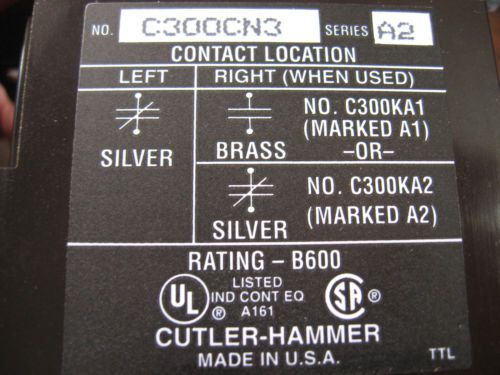 NO. C300CN3 SERIES A2
CONTACT LOCATION
LEFT RIGHT (WHEN USED)
SILVER
BRASS
NO. C300KA1
(MARKED A1)
–OR–
SILVER
NO. C300KA2
(MARKED A2)
RATING – B600
UL ®
LISTED
IND CONT EQ
A161
SA ®
CUTLER-HAMMER
MADE IN U.S.A.
TTL